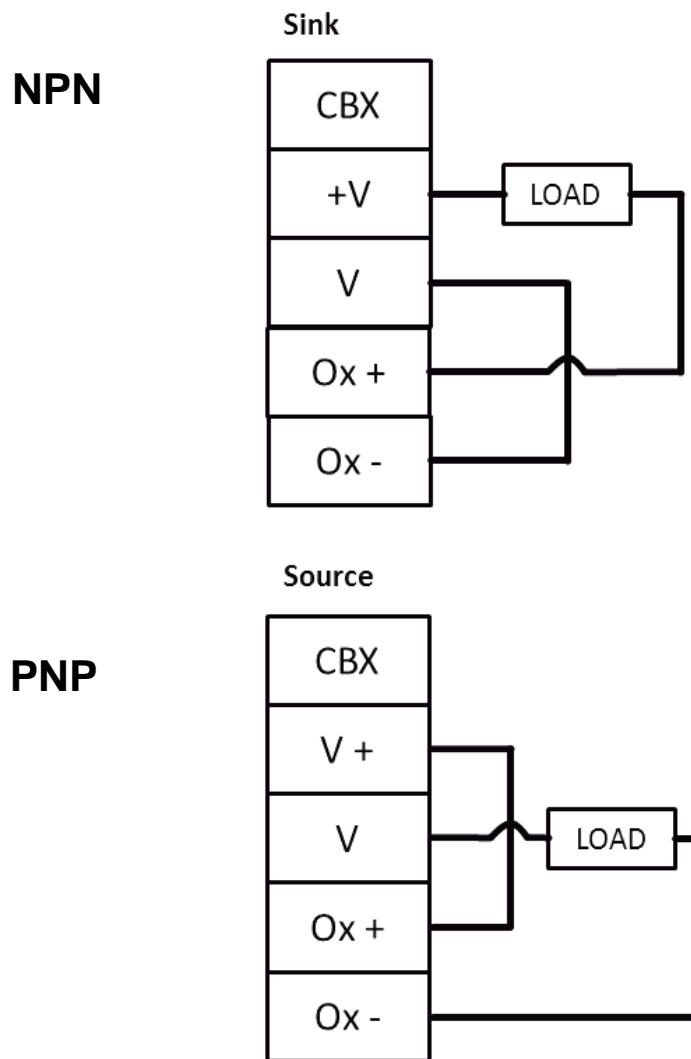 Sink
NPN
CBX
+V
LOAD
V
Ox +
Ox -
Source
PNP
CBX
V +
V
LOAD
Ox +
Ox -